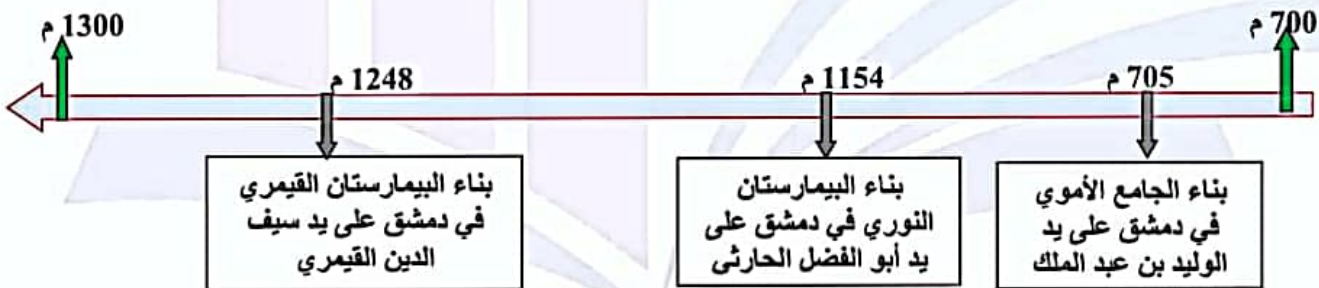 700 م
1300 م
705 م
1154 م
1248 م
بناء الجامع الأموي
في دمشق على يد
الوليد بن عبد الملك
بناء البيمارستان
النوري في دمشق على
يد أبو الفضل الحارثي
بناء البيمارستان القيمري
في دمشق على يد سيف
الدين القيمري